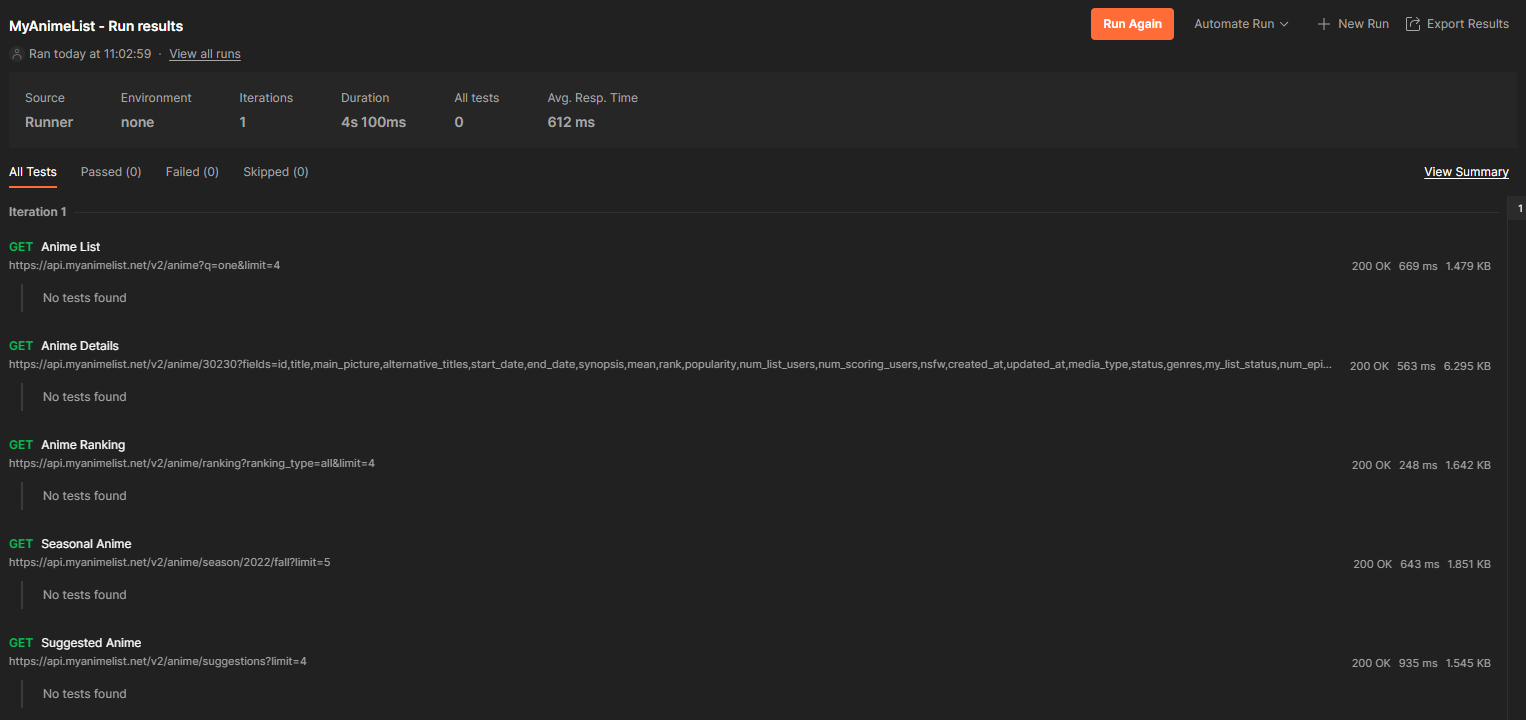 MyAnimeList - Run results
Run Again Automate Run New Run Export Results
Ran today at 11:02:59 · View all runs
Source Environment Iterations Duration All tests Avg. Resp. Time
Runner none 1 4s 100ms 0 612 ms
All Tests Passed (0) Failed (0) Skipped (0) View Summary
Iteration 1 1
GET Anime List
https://api.myanimelist.net/v2/anime?q=one&limit=4 200 OK 669 ms 1.479 KB
No tests found
GET Anime Details
https://api.myanimelist.net/v2/anime/30230?fields=id,title,main_picture,alternative_titles,start_date,end_date,synopsis,mean,rank,popularity,num_list_users,num_scoring_users,nsfw,created_at,updated_at,media_type,status,genres,my_list_status,num_epi... 200 OK 563 ms 6.295 KB
No tests found
GET Anime Ranking
https://api.myanimelist.net/v2/anime/ranking?ranking_type=all&limit=4 200 OK 248 ms 1.642 KB
No tests found
GET Seasonal Anime
https://api.myanimelist.net/v2/anime/season/2022/fall?limit=5 200 OK 643 ms 1.851 KB
No tests found
GET Suggested Anime
https://api.myanimelist.net/v2/anime/suggestions?limit=4 200 OK 935 ms 1.545 KB
No tests found